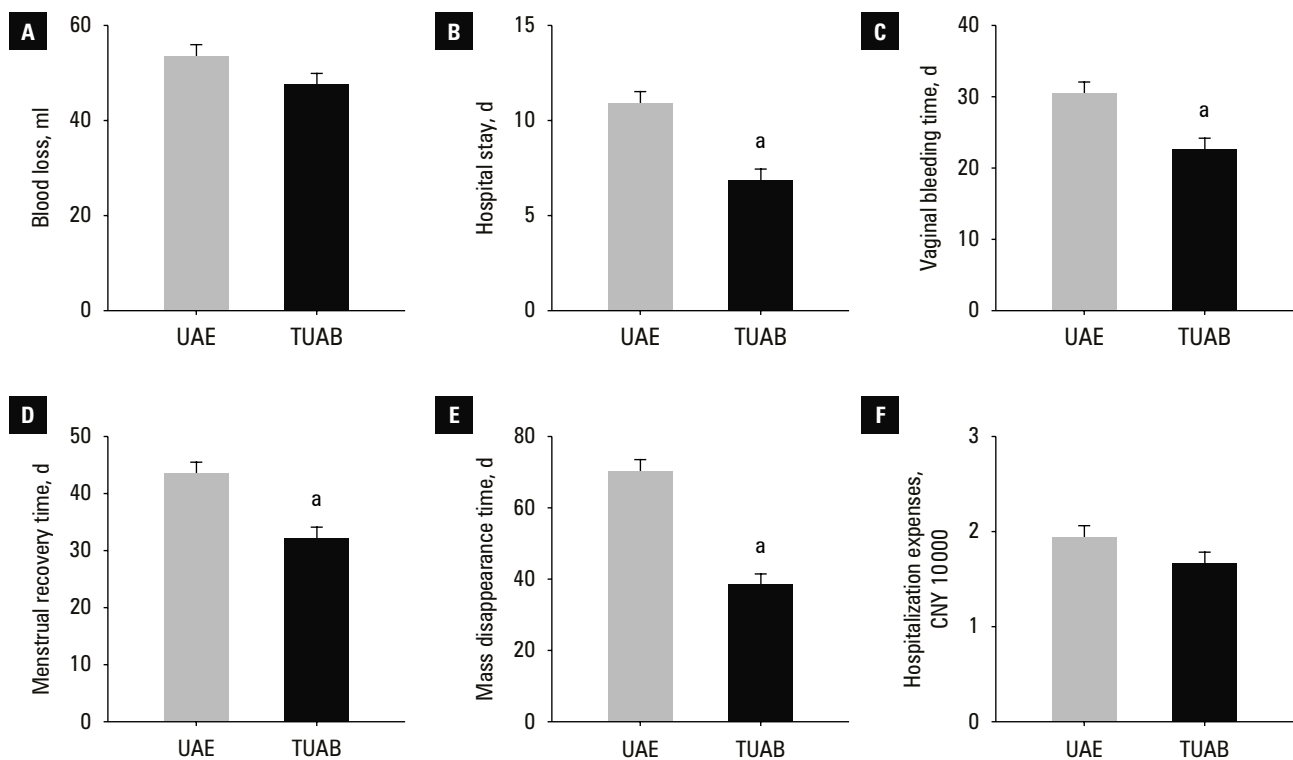 A
Blood loss, ml
60
40
20
0
UAE TUAB
B
Hospital stay, d
15
10
5
0
a
UAE TUAB
C
Vaginal bleeding time, d
40
30
20
10
0
a
UAE TUAB
D
Menstrual recovery time, d
50
40
30
20
10
0
a
UAE TUAB
E
Mass disappearance time, d
80
60
40
20
0
a
UAE TUAB
F
Hospitalization expenses,
CNY 10 000
3
2
1
0
UAE TUAB